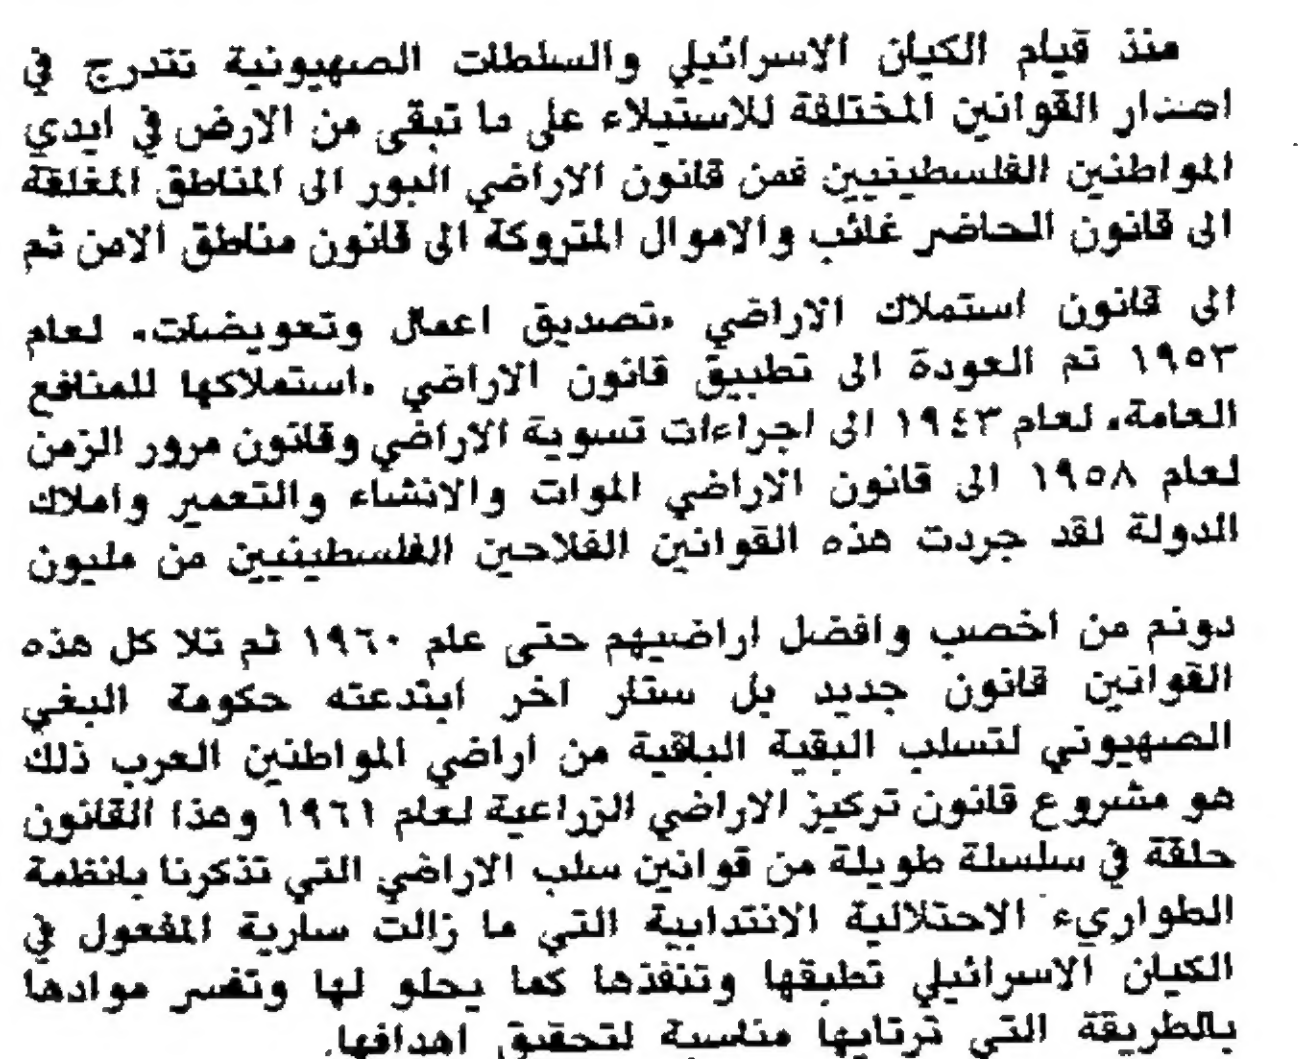 منذ قيام الكيان الاسرائيلي والسلطات الصهيونية تتدرج في
اصدار القوانين المختلفة للاستيلاء على ما تبقى من الارض في ايدي
المواطنين الفلسطينيين فمن قانون الاراضي البور الى المناطق المغلقة
الى قانون الحاضر غائب والاموال المتروكة الى قانون مناطق الامن ثم
الى قانون استملاك الاراضي «تصديق اعمال وتعويضات» لعام
١٩٥٣ تم العودة الى تطبيق قانون الاراضي «استملاكها للمنافع
العامة» لعام ١٩٤٣ الى اجراءات تسوية الاراضي وقانون مرور الزمن
لعام ١٩٥٨ الى قانون الاراضي الموات والانشاء والتعمير واملاك
الدولة لقد جردت هذه القوانين الفلاحين الفلسطينيين من مليون
دونم من اخصب وافضل اراضيهم حتى عام ١٩٦٠ ثم تلا كل هذه
القوانين قانون جديد بل ستار آخر ابتدعته حكومة البغي
الصهيوني لتسلب البقية الباقية من اراضي المواطنين العرب ذلك
هو مشروع قانون تركيز الاراضي الزراعية لعام ١٩٦١ وهذا القانون
حلقة في سلسلة طويلة من قوانين سلب الاراضي التي تذكرنا بانظمة
الطواريء الاحتلالية الانتدابية التي ما زالت سارية المفعول في
الكيان الاسرائيلي تطبقها وتنفذها كما يحلو لها وتفسر موادها
بالطريقة التي ترتايها مناسبة لتحقيق اهدافها.